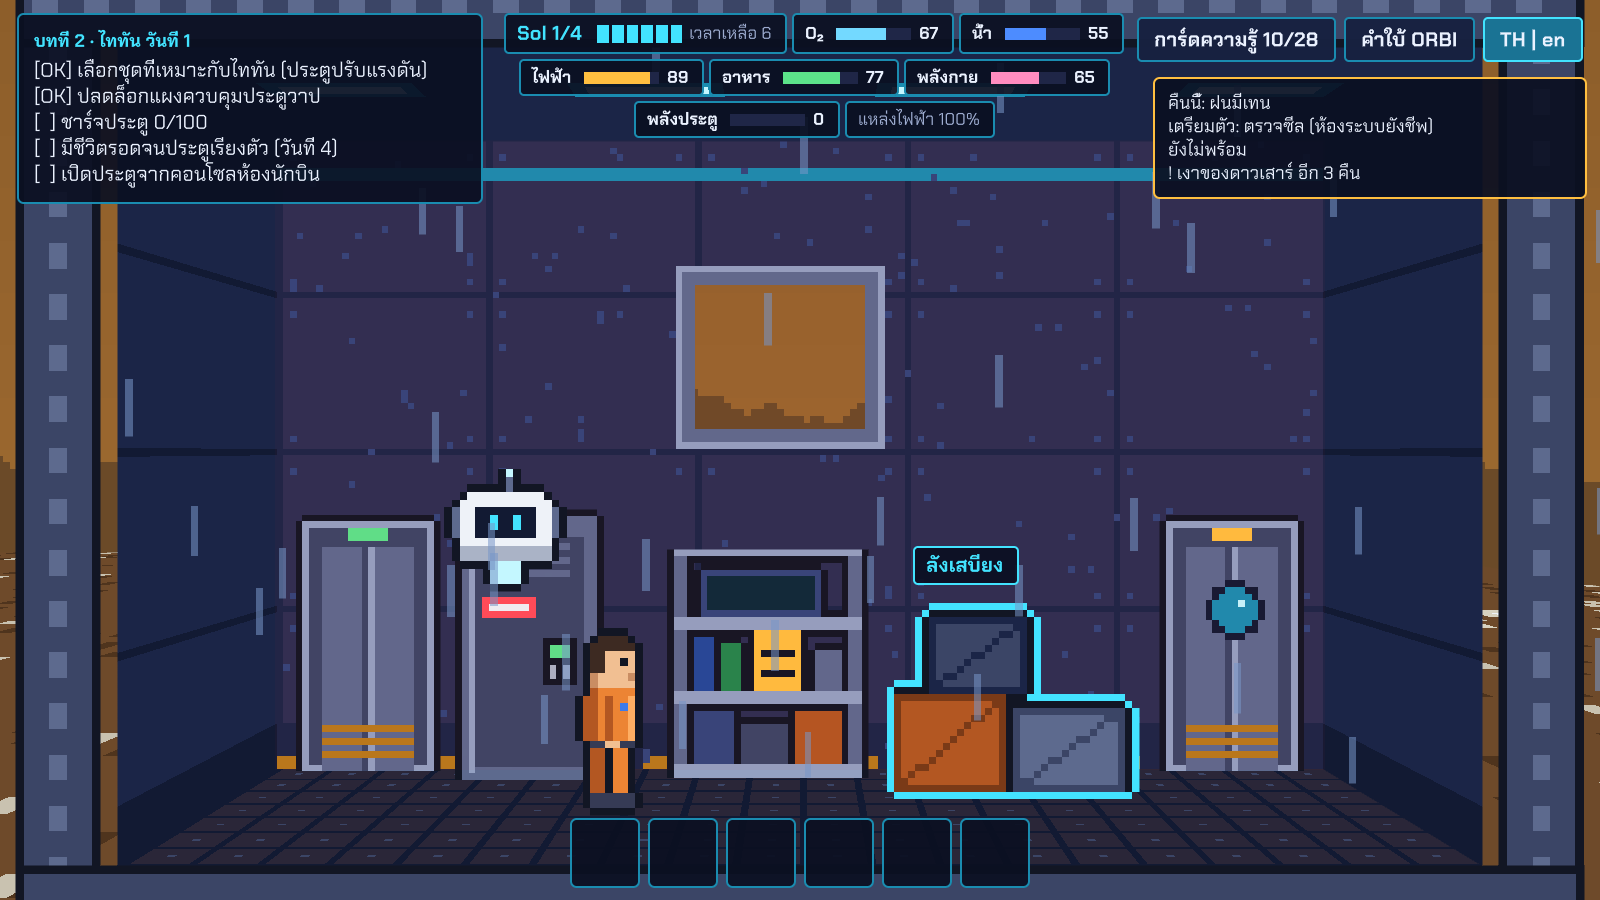 บทที่ 2 · ไททัน วันที่ 1
[OK] เลือกชุดที่เหมาะกับไททัน (ประตูปรับแรงดัน)
[OK] ปลดล็อกแผงควบคุมประตูวาป
[ ] ชาร์จประตู 0/100
[ ] มีชีวิตรอดจนประตูเรียงตัว (วันที่ 4)
[ ] เปิดประตูจากคอนโซลห้องนักบิน
Sol 1/4 เวลาเหลือ 6
O₂ 67
น้ำ 55
ไฟฟ้า 89
อาหาร 77
พลังกาย 65
พลังประตู 0
แหล่งไฟฟ้า 100%
การ์ดความรู้ 10/28
คำใบ้ ORBI
TH | en
คืนนี้: ฝนมีเทน
เตรียมตัว: ตรวจซีล (ห้องระบบยังชีพ)
ยังไม่พร้อม
! เงาของดาวเสาร์ อีก 3 คืน
ลังเสบียง